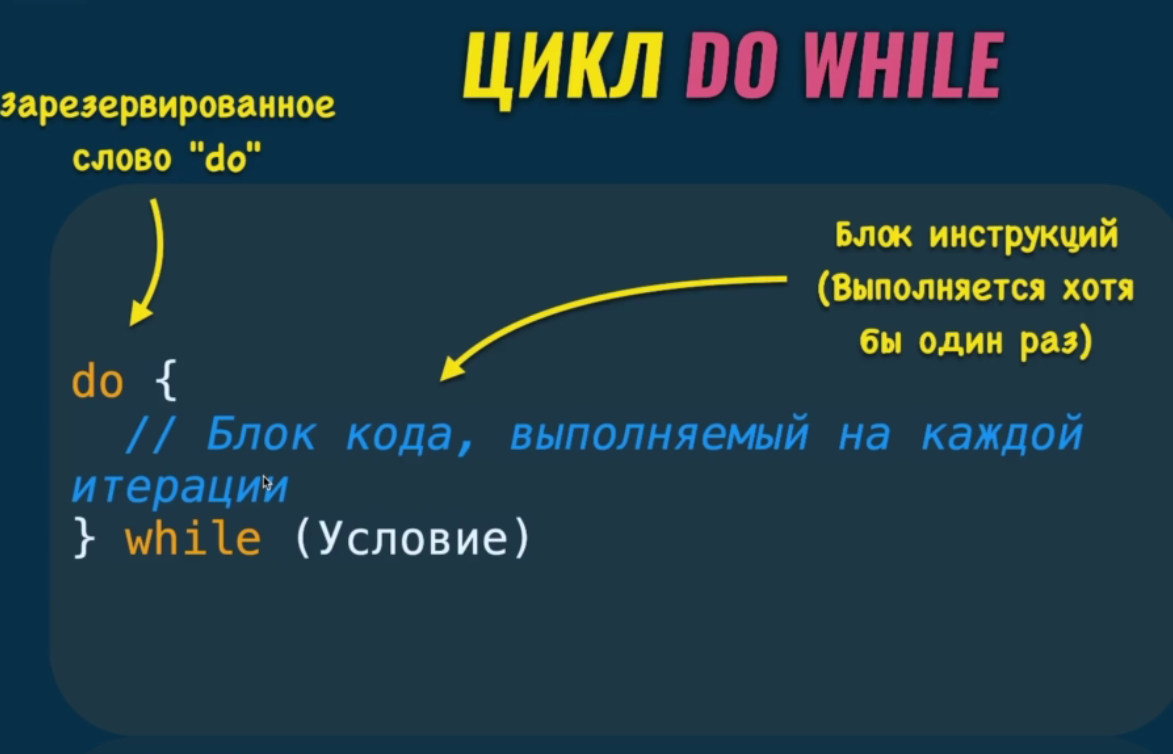 ЦИКЛ DO WHILE
Зарезервированное
слово "do"
Блок инструкций
(Выполняется хотя
бы один раз)
do {
// Блок кода, выполняемый на каждой
итерации
} while (Условие)